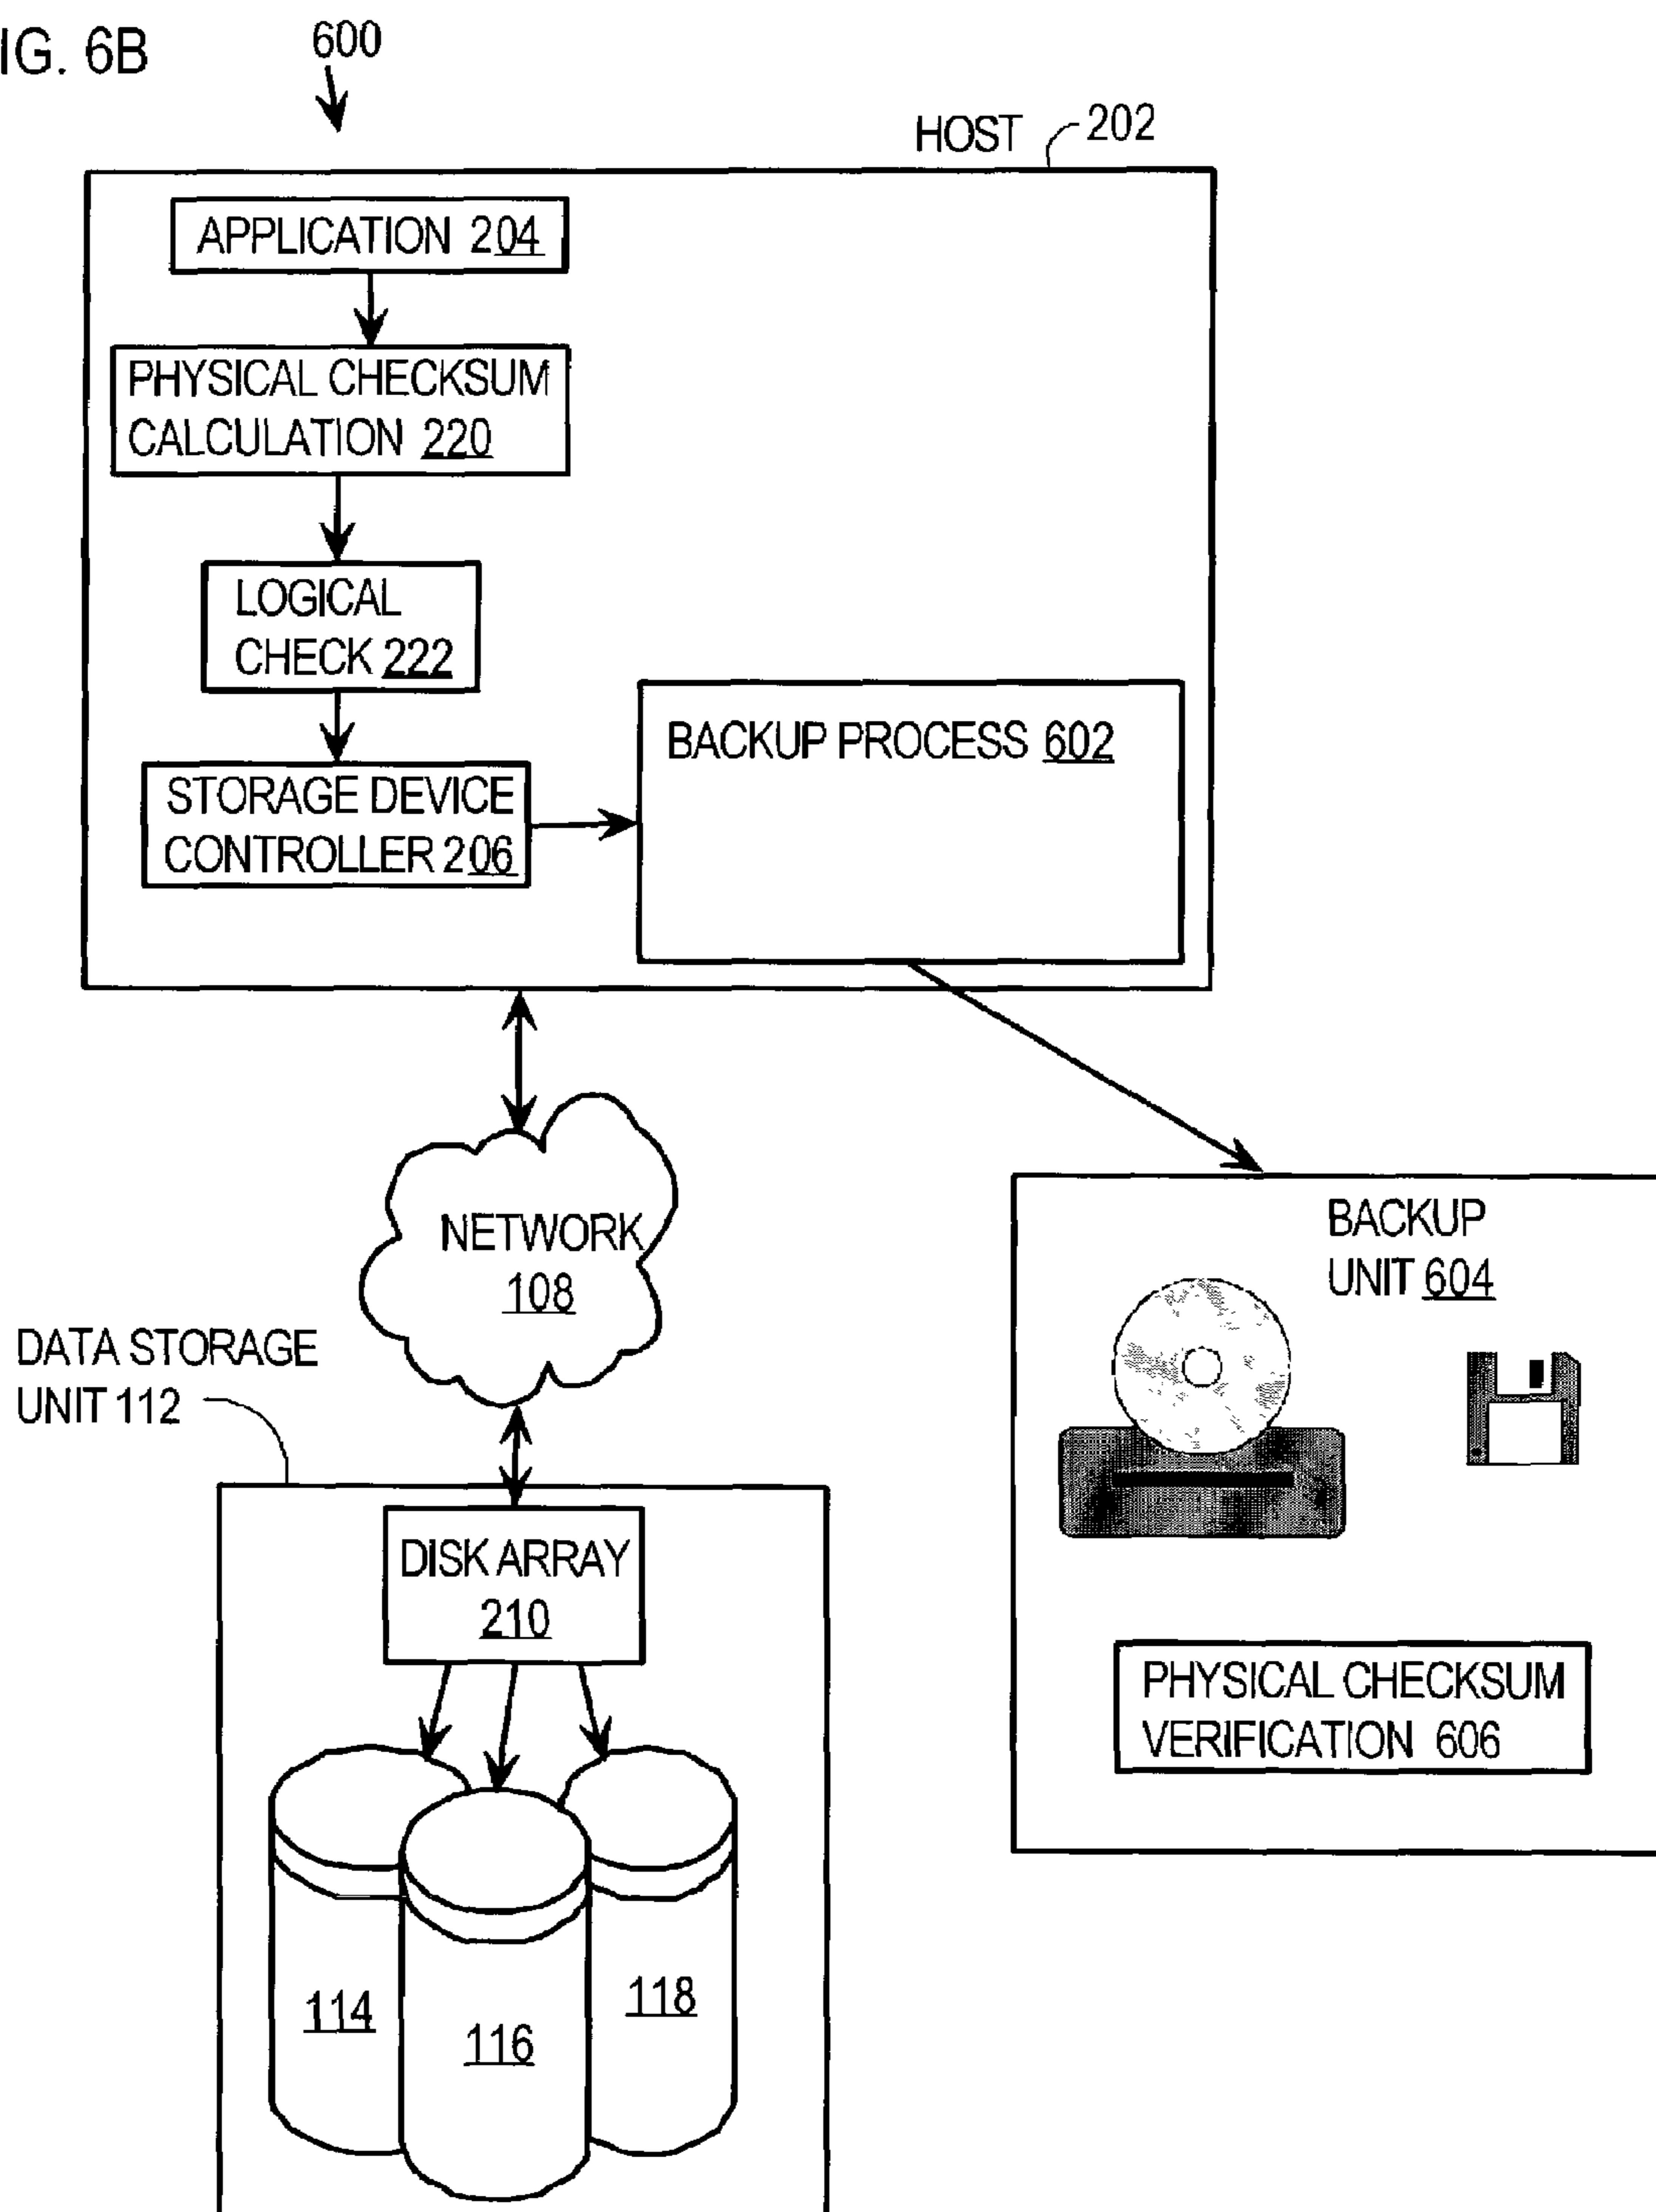 IG. 6B
600
HOST
202
APPLICATION 204
PHYSICAL CHECKSUM
CALCULATION 220
LOGICAL
CHECK 222
BACKUP PROCESS 602
STORAGE DEVICE
CONTROLLER 206
NETWORK
108
BACKUP
UNIT 604
DATA STORAGE
UNIT 112
DISK ARRAY
210
PHYSICAL CHECKSUM
VERIFICATION 606
114
116
118